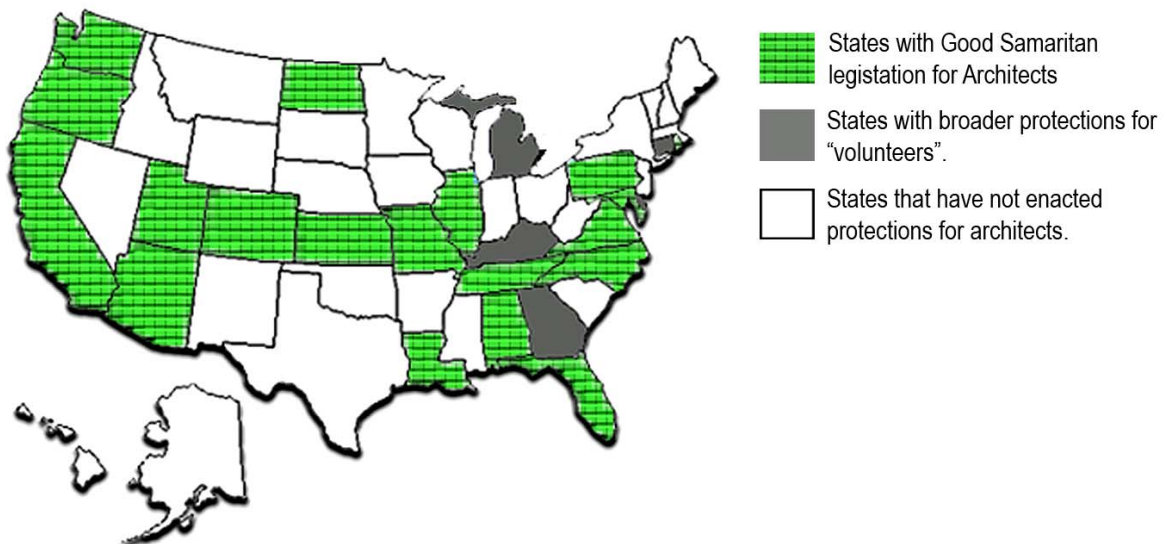 States with Good Samaritan
legistation for Architects
States with broader protections for
“volunteers”.
States that have not enacted
protections for architects.